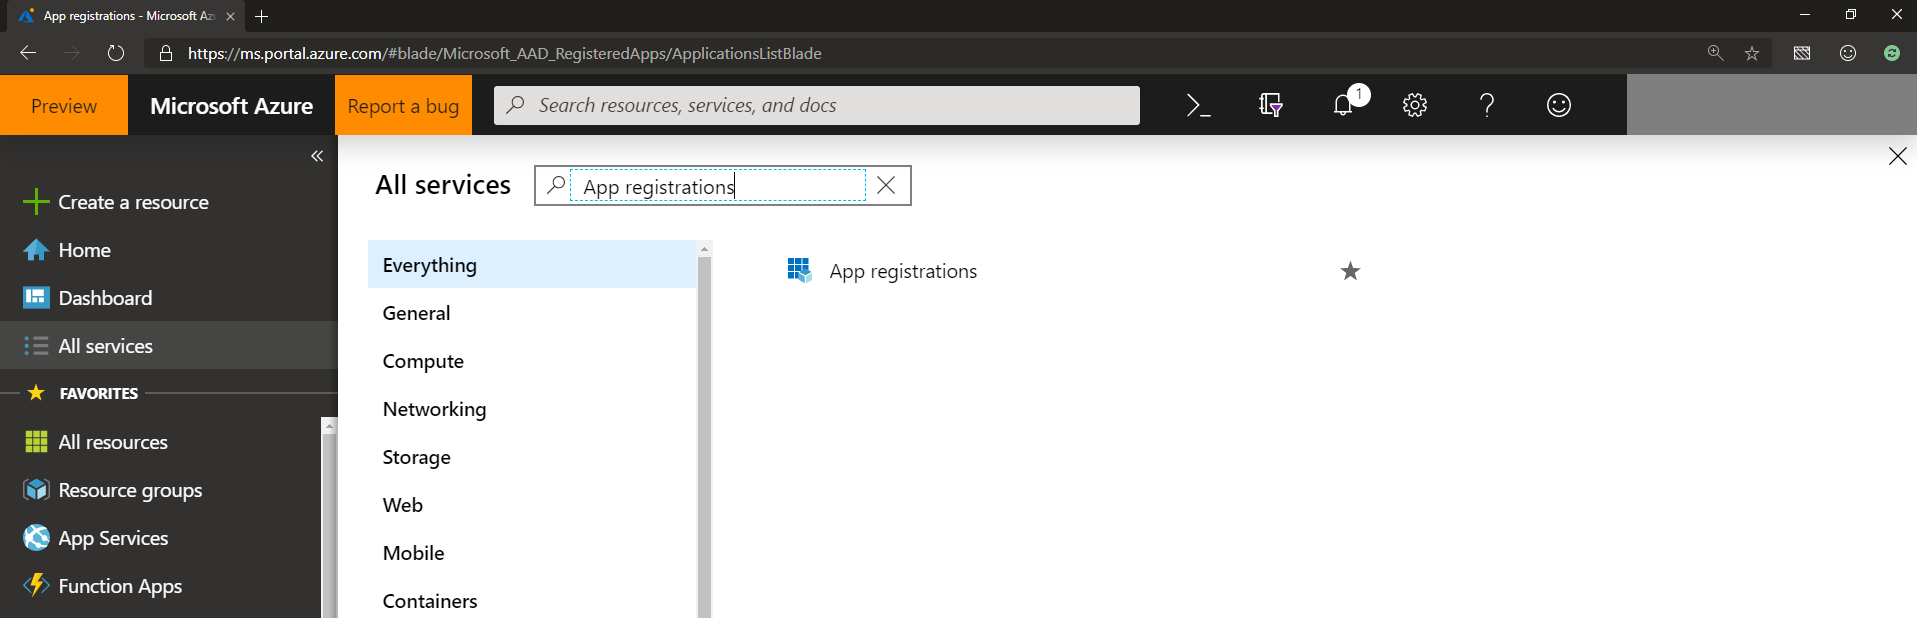 App registrations - Microsoft Az
https://ms.portal.azure.com/#blade/Microsoft_AAD_RegisteredApps/ApplicationsListBlade
Preview
Microsoft Azure
Report a bug
Search resources, services, and docs
1
All services
App registrations
Create a resource
Home
Dashboard
All services
FAVORITES
All resources
Resource groups
App Services
Function Apps
Everything
General
Compute
Networking
Storage
Web
Mobile
Containers
App registrations